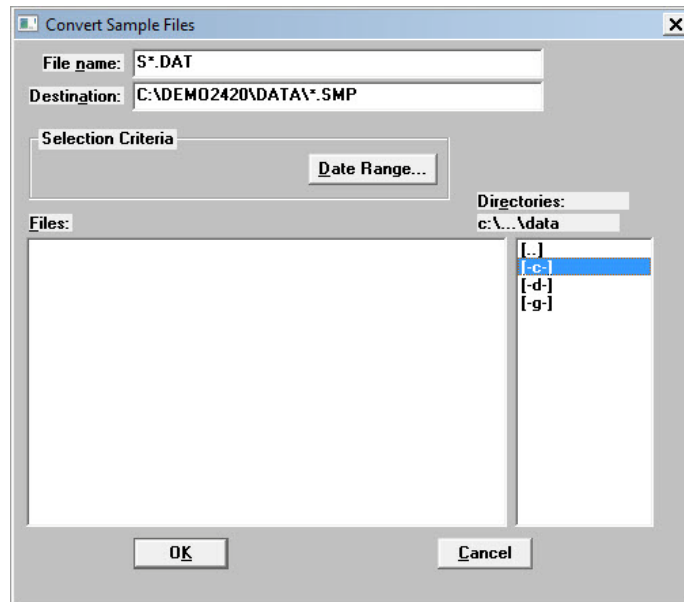 Convert Sample Files
File name: S*.DAT
Destination: C:\DEMO2420\DATA\*.SMP
Selection Criteria
Date Range...
Directories:
Files: c:\...\data
[..]
[-c-]
[-d-]
[-g-]
OK Cancel